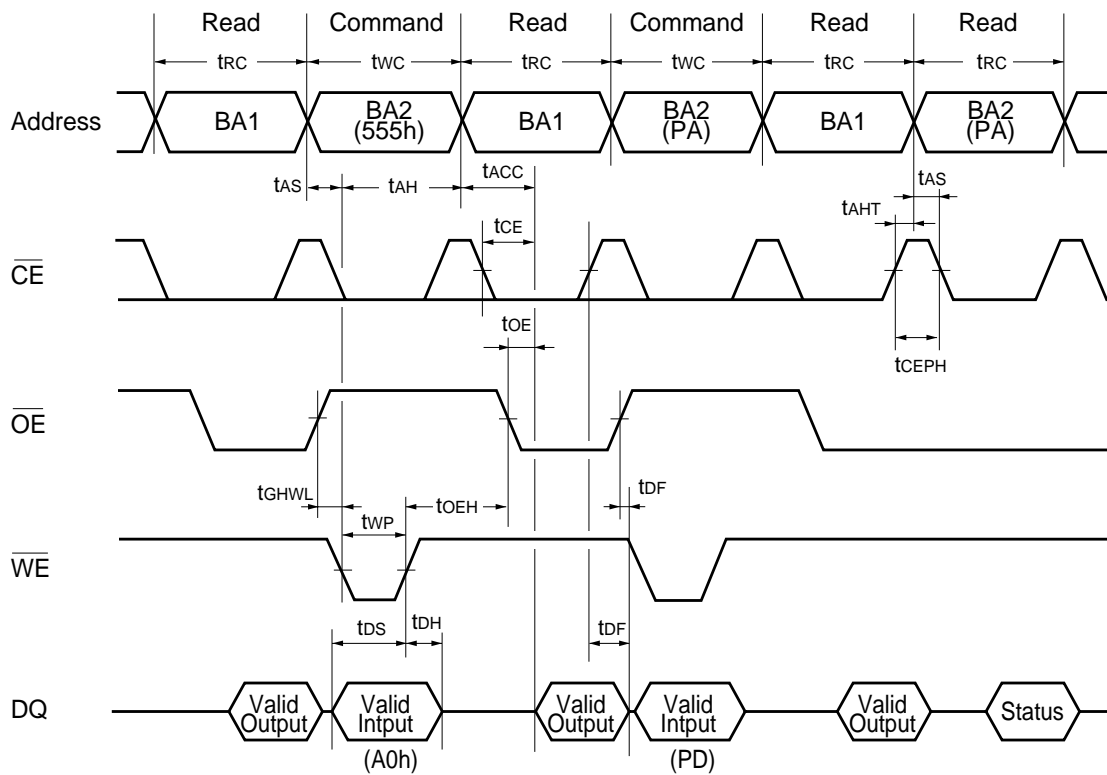 Read Command Read Command Read Read
tRC tWC tRC tWC tRC tRC
Address BA1 BA2 (555h) BA1 BA2 (PA) BA1 BA2 (PA)
tAS tAH tACC tAS
tAHT
tCE
CE
tOE
tCEPH
OE
tGHWL tOEH tDF
tWP
WE
tDS tDH tDF
DQ Valid Output Valid Intput Valid Output Valid Intput Valid Output Status
(A0h) (PD)